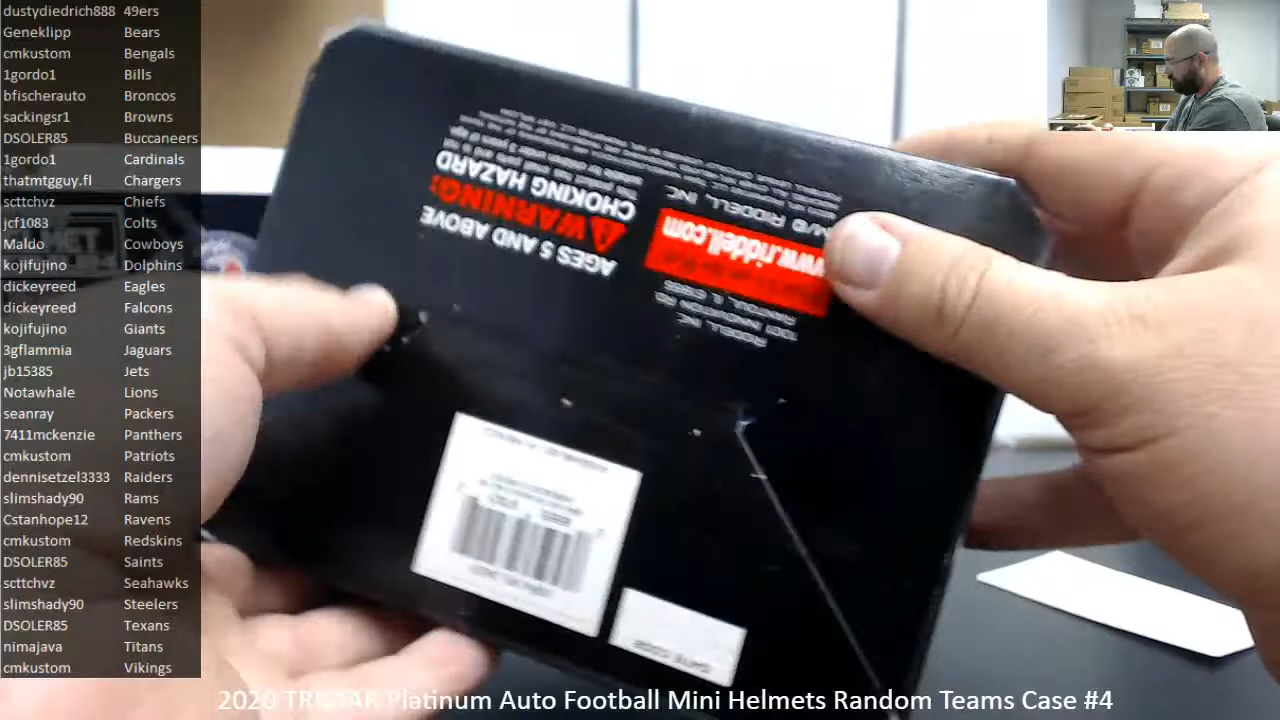 dustydiedrich888 49ers
Geneklipp Bears
cmkustom Bengals
1gordo1 Bills
bfischerauto Broncos
sackingsr1 Browns
DSOLER85 Buccaneers
1gordo1 Cardinals
thatmtgguy.fl Chargers
scttchvz Chiefs
jcf1083 Colts
Maldo Cowboys
kojifujino Dolphins
dickeyreed Eagles
dickeyreed Falcons
kojifujino Giants
3gflammia Jaguars
jb15385 Jets
Notawhale Lions
seanray Packers
7411mckenzie Panthers
cmkustom Patriots
dennisetzel3333 Raiders
slimshady90 Rams
Cstanhope12 Ravens
cmkustom Redskins
DSOLER85 Saints
scttchvz Seahawks
slimshady90 Steelers
DSOLER85 Texans
nimajava Titans
cmkustom Vikings
AGES 5 AND ABOVE
WARNING:
CHOKING HAZARD
RIDDELL, INC
www.riddell.com
M/B RIDDELL, INC
DATE CODE
2020 TRISTAR Platinum Auto Football Mini Helmets Random Teams Case #4